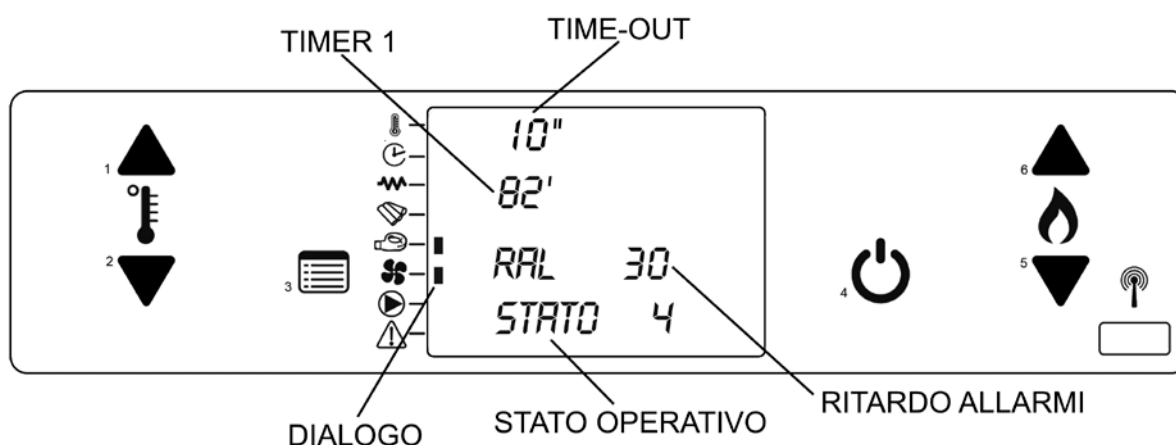 TIMER 1
TIME-OUT
10"
82'
1
6
2
3
RAL 30
4
5
STATO 4
DIALOGO
STATO OPERATIVO
RITARDO ALLARMI